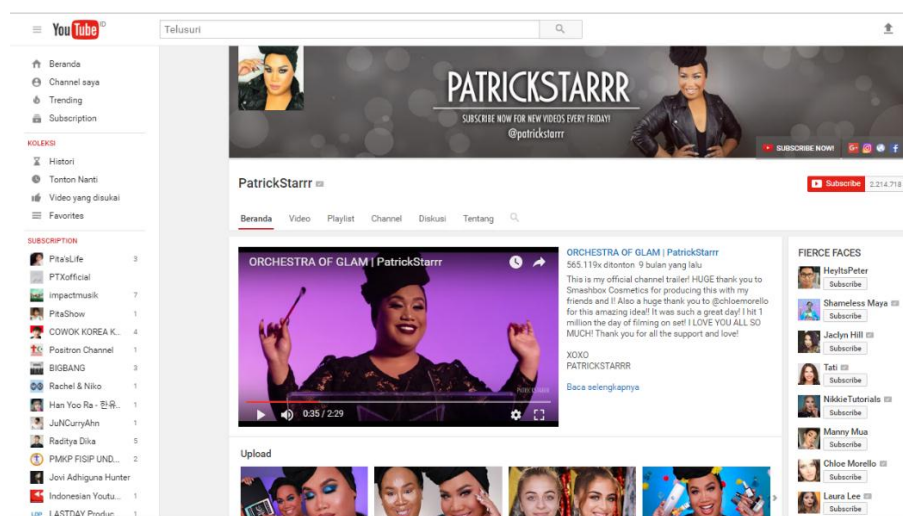 YouTube ID
Telusuri
Beranda
Channel saya
Trending
Subscription
KOLEKSI
Histori
Tonton Nanti
Video yang disukai
Favorites
SUBSCRIPTION
Pita'sLife 3
PTXofficial
impactmusik 7
PitaShow 1
COWOK KOREA K... 4
Positron Channel 1
BIGBANG 3
Rachel & Niko 1
Han Yoo Ra - 한유.. 1
JuNCurryAhn 1
Raditya Dika 5
PMKP FISIP UND... 2
Jovi Adhiguna Hunter
Indonesian Youtu... 1
LASTDAY Produc... 1
PATRICKSTARRR
SUBSCRIBE NOW FOR NEW VIDEOS EVERY FRIDAY!
@patrickstarrr
SUBSCRIBE NOW!
PatrickStarrr
Subscribe 2.214.718
Beranda Video Playlist Channel Diskusi Tentang
ORCHESTRA OF GLAM | PatrickStarrr
0:35 / 2:29
ORCHESTRA OF GLAM | PatrickStarrr
565.119x ditonton 9 bulan yang lalu
This is my official channel trailer! HUGE thank you to
Smashbox Cosmetics for producing this with my
friends and I! Also a huge thank you to @chloemorello
for this amazing idea!! It was such a great day! I hit 1
million the day of filming on set! I LOVE YOU ALL SO
MUCH! Thank you for all the support and love!
XOXO
PATRICKSTARRR
Baca selengkapnya
Upload
FIERCE FACES
HeyItsPeter
Subscribe
Shameless Maya
Subscribe
Jaclyn Hill
Subscribe
Tati
Subscribe
NikkieTutorials
Subscribe
Manny Mua
Subscribe
Chloe Morello
Subscribe
Laura Lee
Subscribe